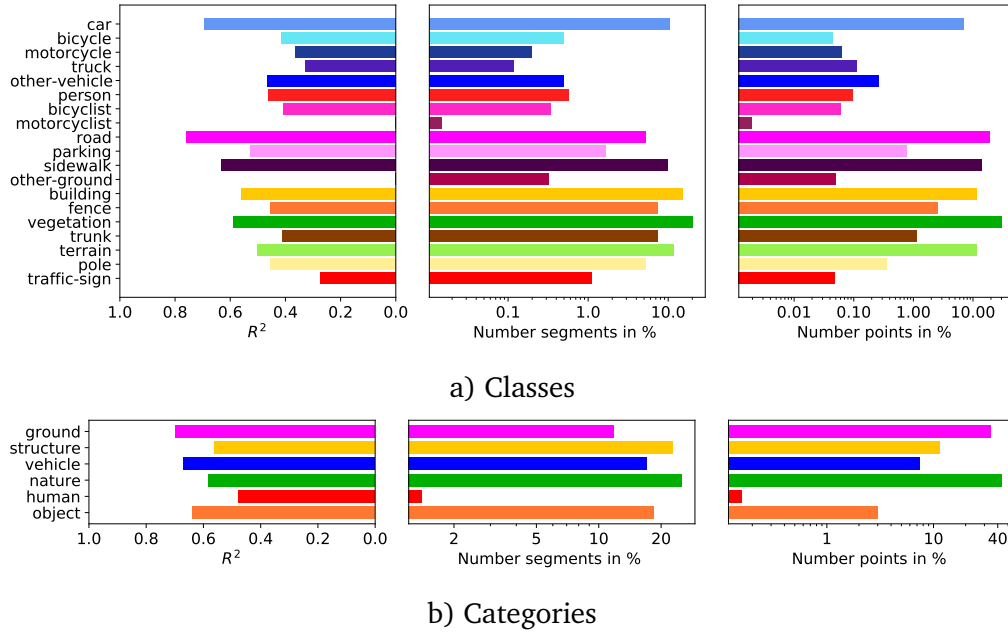 car
bicycle
motorcycle
truck
other-vehicle
person
bicyclist
motorcyclist
road
parking
sidewalk
other-ground
building
fence
vegetation
trunk
terrain
pole
traffic-sign
1.0 0.8 0.6 0.4 0.2 0.0
R²
0.1 1.0 10.0
Number segments in %
0.01 0.10 1.00 10.00
Number points in %
a) Classes
ground
structure
vehicle
nature
human
object
1.0 0.8 0.6 0.4 0.2 0.0
R²
2 5 10 20
Number segments in %
1 10 40
Number points in %
b) Categories